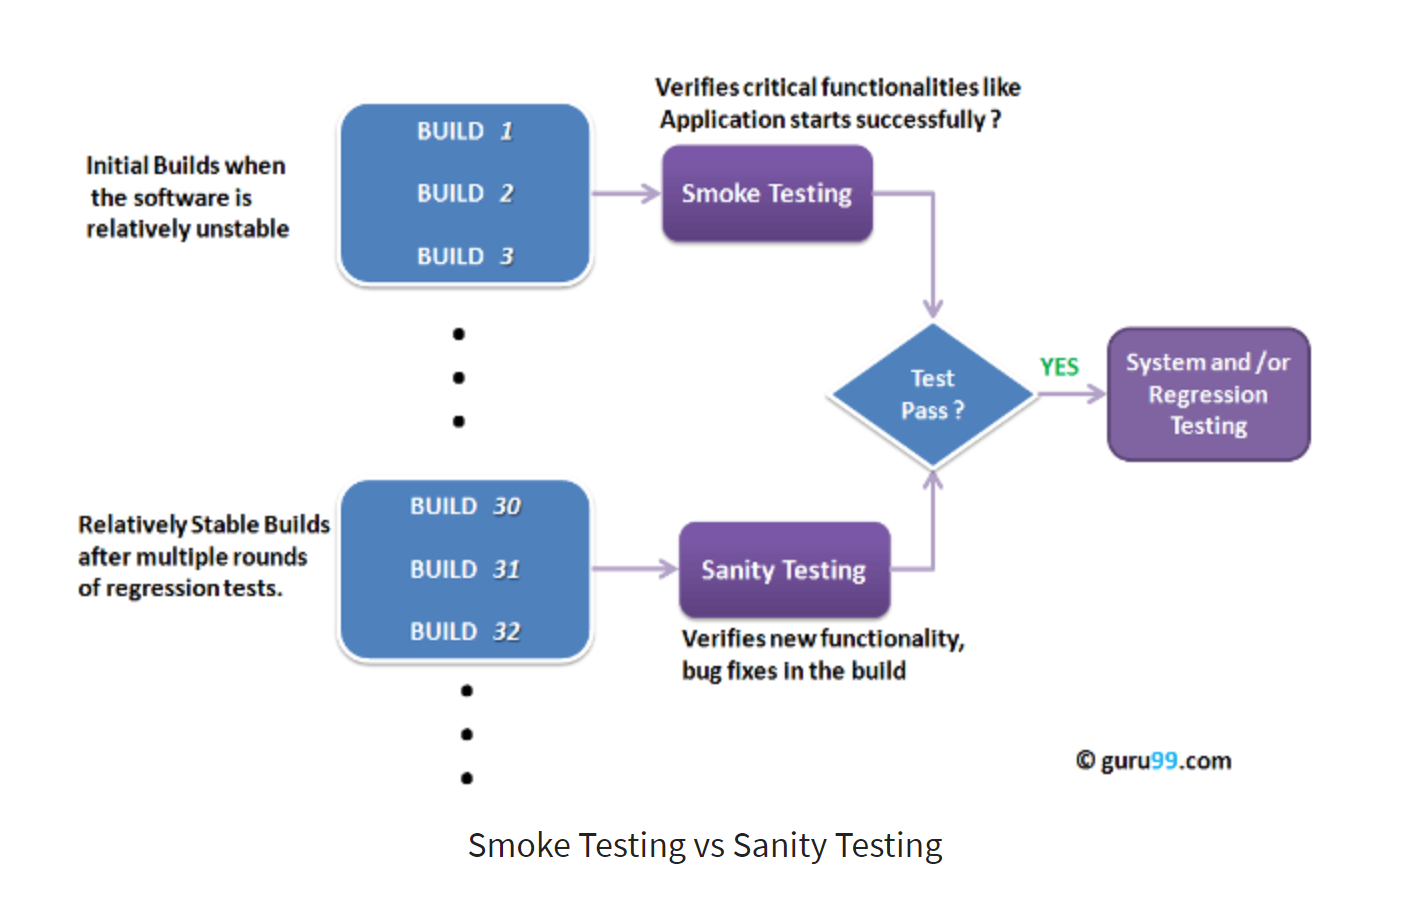 Verifies critical functionalities like
Application starts successfully ?
Initial Builds when
the software is
relatively unstable
BUILD 1
BUILD 2
BUILD 3
Smoke Testing
Test
Pass ?
YES
System and /or
Regression
Testing
Relatively Stable Builds
after multiple rounds
of regression tests.
BUILD 30
BUILD 31
BUILD 32
Sanity Testing
Verifies new functionality,
bug fixes in the build
© guru99.com
Smoke Testing vs Sanity Testing